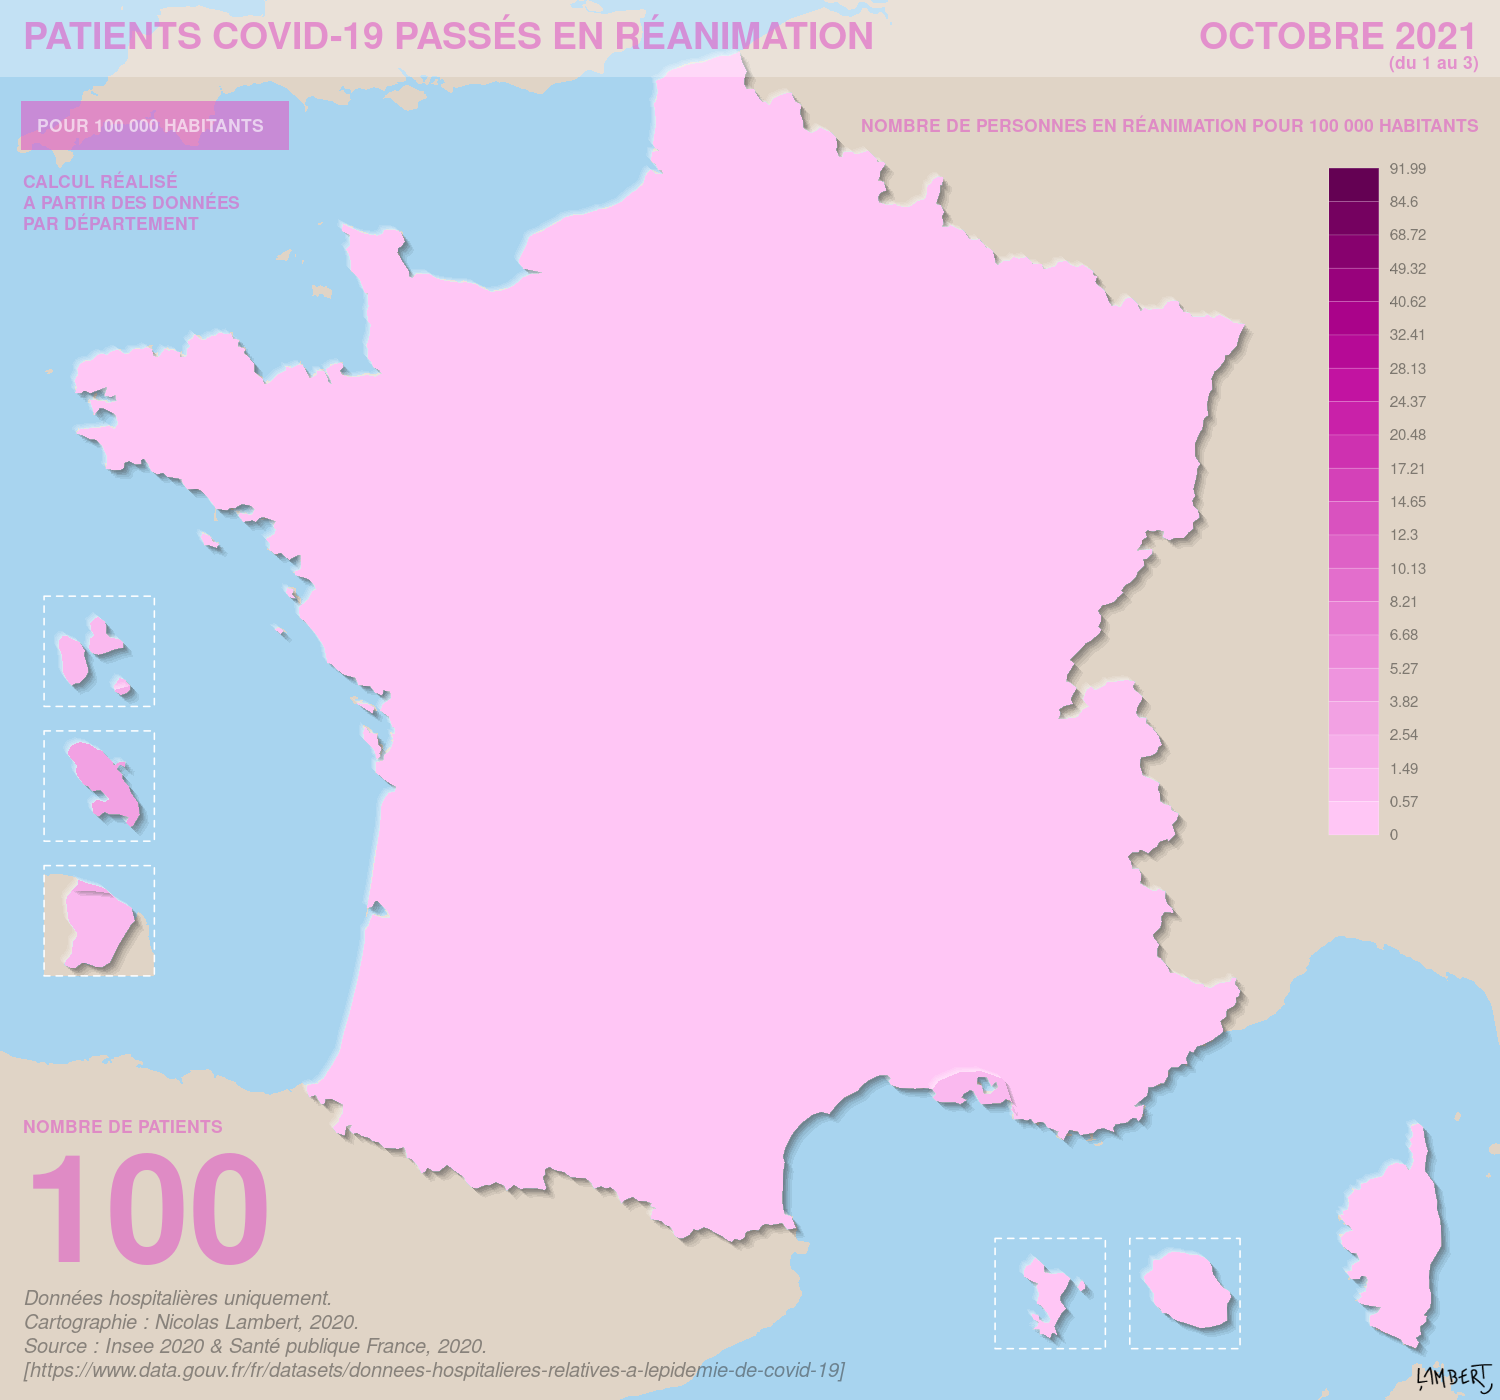 PATIENTS COVID-19 PASSÉS EN RÉANIMATION
OCTOBRE 2021
(du 1 au 3)
POUR 100 000 HABITANTS
CALCUL RÉALISÉ
A PARTIR DES DONNÉES
PAR DÉPARTEMENT
NOMBRE DE PERSONNES EN RÉANIMATION POUR 100 000 HABITANTS
91.99
84.6
68.72
49.32
40.62
32.41
28.13
24.37
20.48
17.21
14.65
12.3
10.13
8.21
6.68
5.27
3.82
2.54
1.49
0.57
0
NOMBRE DE PATIENTS
100
Données hospitalières uniquement.
Cartographie : Nicolas Lambert, 2020.
Source : Insee 2020 & Santé publique France, 2020.
[https://www.data.gouv.fr/fr/datasets/donnees-hospitalieres-relatives-a-lepidemie-de-covid-19]
LAMBERT